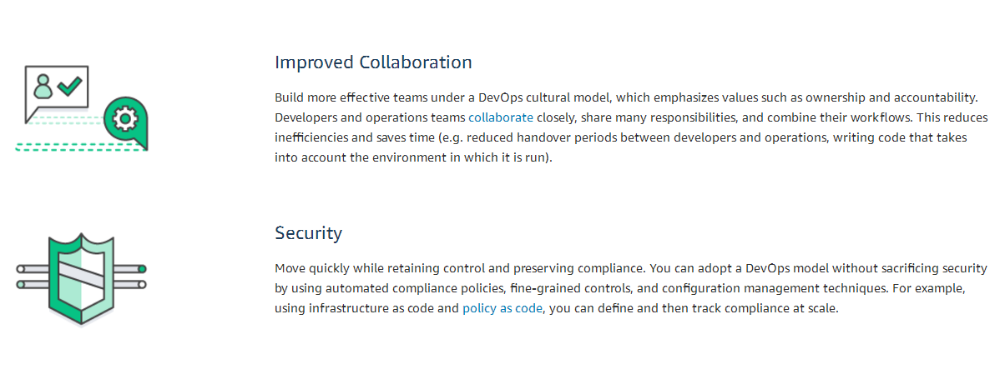 Improved Collaboration
Build more effective teams under a DevOps cultural model, which emphasizes values such as ownership and accountability.
Developers and operations teams collaborate closely, share many responsibilities, and combine their workflows. This reduces
inefficiencies and saves time (e.g. reduced handover periods between developers and operations, writing code that takes
into account the environment in which it is run).
Security
Move quickly while retaining control and preserving compliance. You can adopt a DevOps model without sacrificing security
by using automated compliance policies, fine-grained controls, and configuration management techniques. For example,
using infrastructure as code and policy as code, you can define and then track compliance at scale.